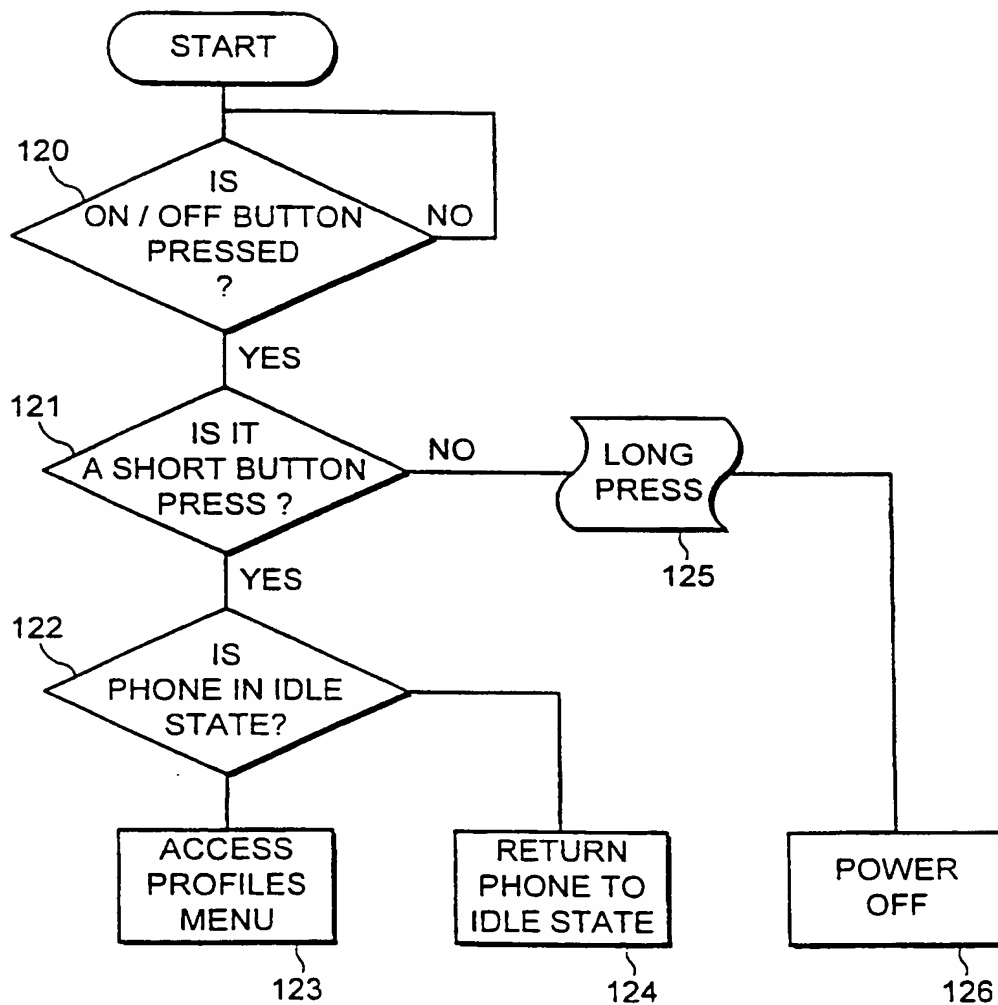 START
120
IS
ON / OFF BUTTON
PRESSED
?
NO
YES
121
IS IT
A SHORT BUTTON
PRESS ?
NO
LONG
PRESS
125
YES
122
IS
PHONE IN IDLE
STATE?
ACCESS
PROFILES
MENU
123
RETURN
PHONE TO
IDLE STATE
124
POWER
OFF
126